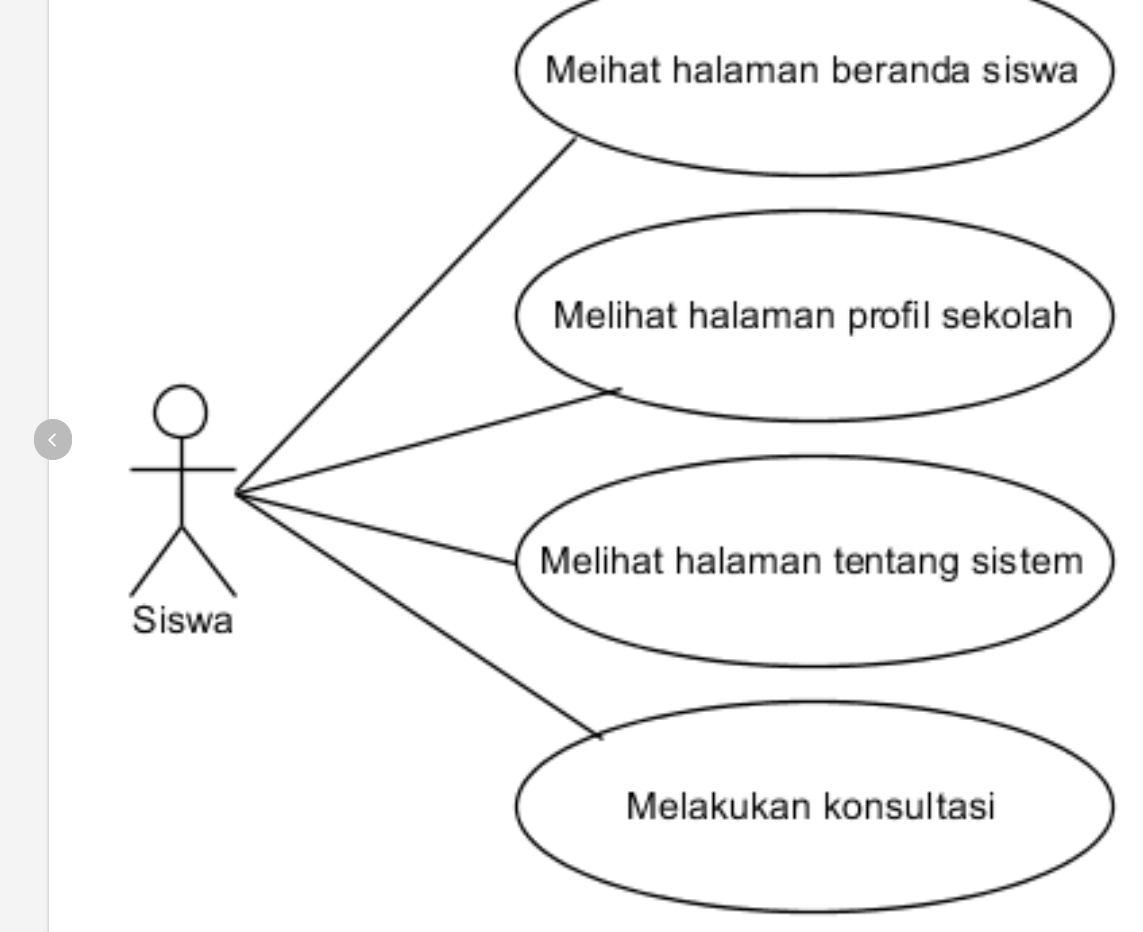 Meihat halaman beranda siswa
Melihat halaman profil sekolah
Melihat halaman tentang sistem
Siswa
Melakukan konsultasi